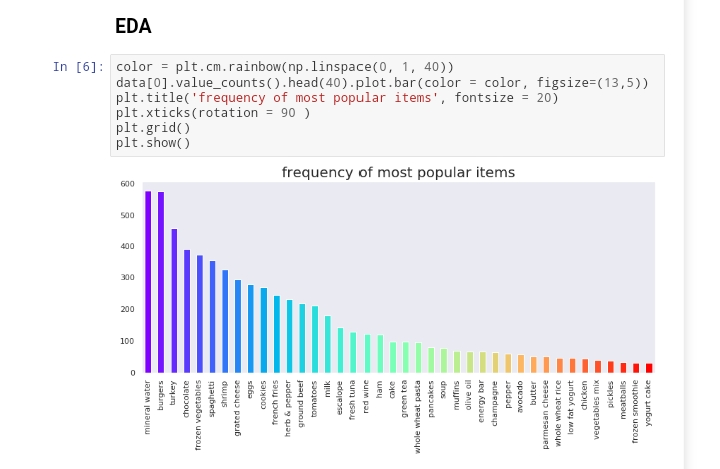 EDA
In [6]: color = plt.cm.rainbow(np.linspace(0, 1, 40))
data[0].value_counts().head(40).plot.bar(color = color, figsize=(13,5))
plt.title('frequency of most popular items', fontsize = 20)
plt.xticks(rotation = 90 )
plt.grid()
plt.show()
frequency of most popular items
600
500
400
300
200
100
0
mineral water
burgers
turkey
chocolate
frozen vegetables
spaghetti
shrimp
grated cheese
eggs
cookies
french fries
herb & pepper
ground beef
tomatoes
milk
escalope
fresh tuna
red wine
ham
cake
green tea
whole wheat pasta
pancakes
soup
muffins
olive oil
energy bar
champagne
pepper
avocado
butter
parmesan cheese
whole wheat rice
low fat yogurt
chicken
vegetables mix
pickles
meatballs
frozen smoothie
yogurt cake